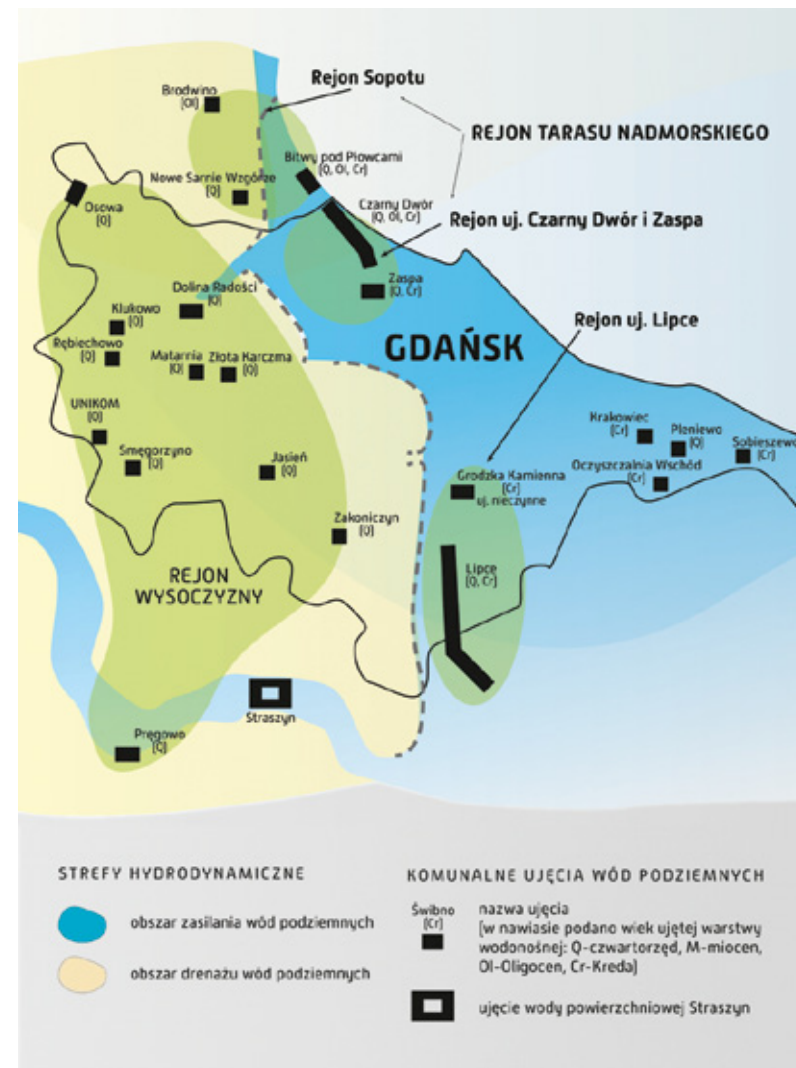 Rejon Sopotu
Brodwino
[Ol]
REJON TARASU NADMORSKIEGO
Bitwy pod Płowcami
[Q, Ol, Cr]
Nowe Sarnie Wzgórze
[Q]
Osowa
[Q]
Czarny Dwór
[Q, Ol, Cr]
Rejon uj. Czarny Dwór i Zaspa
Zaspa
[Q, Cr]
Dolina Radości
[Q]
Klukowo
[Q]
Rębiechowo
[Q]
Matarnia
[Q]
Złota Karczma
[Q]
GDAŃSK
Rejon uj. Lipce
UNIKOM
[Q]
Smęgorzyno
[Q]
Jasień
[Q]
Krakowiec
[Cr]
Pleniewo
[Q]
Sobieszewo
[Cr]
Grodzka Kamienna
[Cr]
uj. nieczynne
Oczyszczalnia Wschód
[Cr]
Zakoniczyn
[Q]
REJON
WYSOCZYZNY
Lipce
[Q, Cr]
Straszyn
Pręgowo
[Q]
STREFY HYDRODYNAMICZNE
obszar zasilania wód podziemnych
obszar drenażu wód podziemnych
KOMUNALNE UJĘCIA WÓD PODZIEMNYCH
Świbno
[Cr]
nazwa ujęcia
[w nawiasie podano wiek ujętej warstwy
wodonośnej: Q-czwartorzęd, M-miocen,
Ol-Oligocen, Cr-Kreda]
ujęcie wody powierzchniowej Straszyn